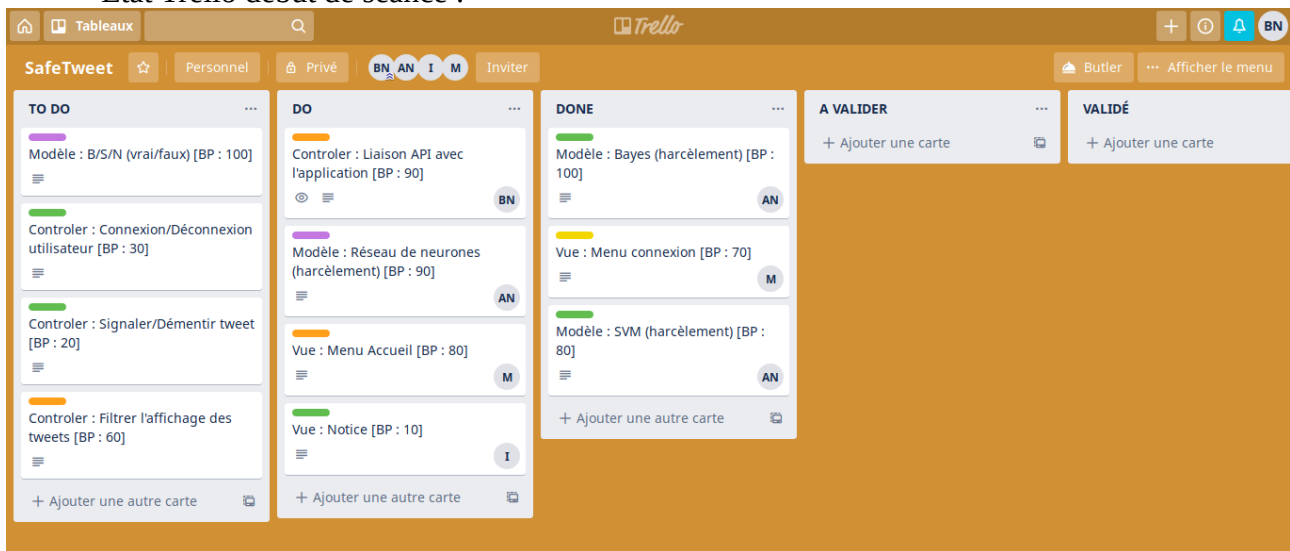 Etat Trello début de séance :
Tableaux
Trello
BN
SafeTweet
Personnel
Privé
BN AN I M
Inviter
Butler
... Afficher le menu
TO DO
Modèle : B/S/N (vrai/faux) [BP : 100]
Controler : Connexion/Déconnexion
utilisateur [BP : 30]
Controler : Signaler/Démentir tweet
[BP : 20]
Controler : Filtrer l'affichage des
tweets [BP : 60]
+ Ajouter une autre carte
DO
Controler : Liaison API avec
l'application [BP : 90]
BN
Modèle : Réseau de neurones
(harcèlement) [BP : 90]
AN
Vue : Menu Accueil [BP : 80]
M
Vue : Notice [BP : 10]
I
+ Ajouter une autre carte
DONE
Modèle : Bayes (harcèlement) [BP :
100]
AN
Vue : Menu connexion [BP : 70]
M
Modèle : SVM (harcèlement) [BP :
80]
AN
+ Ajouter une autre carte
A VALIDER
+ Ajouter une carte
VALIDÉ
+ Ajouter une carte